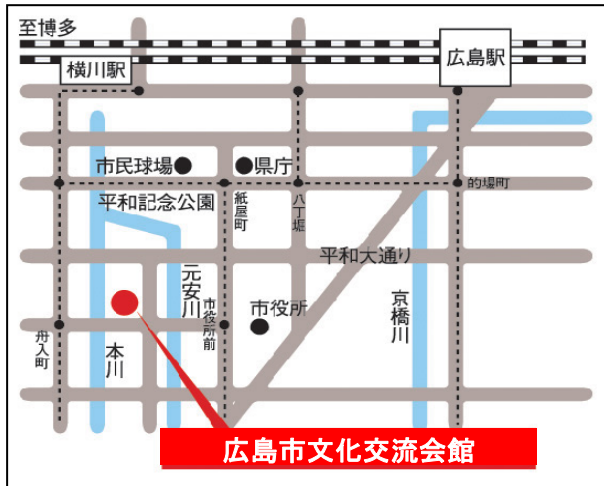 至博多
横川駅
広島駅
市民球場
県庁
的場町
平和記念公園
紙屋町
八丁堀
平和大通り
元安川
市役所前
市役所
京橋川
舟入町
本川
広島市文化交流会館